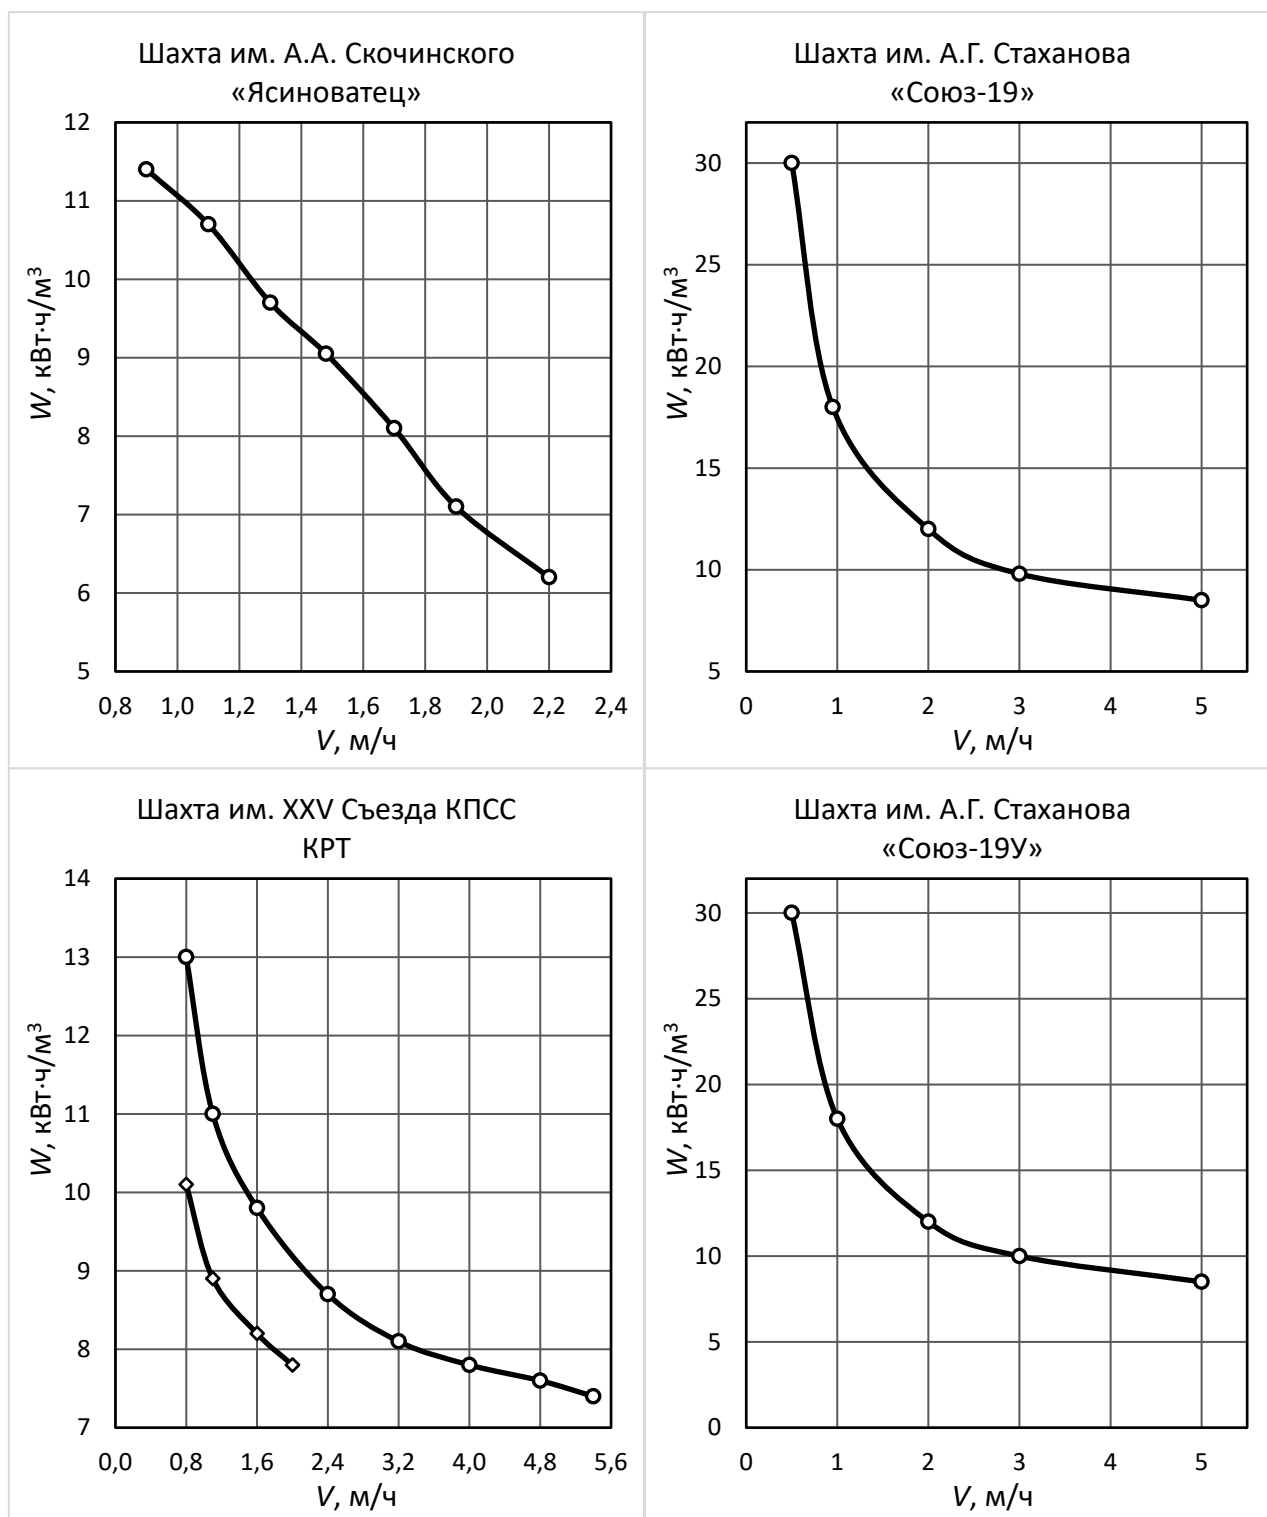 Шахта им. А.А. Скочинского
«Ясиноватец»
12
11
10
9
8
7
6
5
W, кВт·ч/м³
0,8 1,0 1,2 1,4 1,6 1,8 2,0 2,2 2,4
V, м/ч
Шахта им. А.Г. Стаханова
«Союз-19»
30
25
20
15
10
5
W, кВт·ч/м³
0 1 2 3 4 5
V, м/ч
Шахта им. XXV Съезда КПСС
КРТ
14
13
12
11
10
9
8
7
W, кВт·ч/м³
0,0 0,8 1,6 2,4 3,2 4,0 4,8 5,6
V, м/ч
Шахта им. А.Г. Стаханова
«Союз-19У»
30
25
20
15
10
5
0
W, кВт·ч/м³
0 1 2 3 4 5
V, м/ч